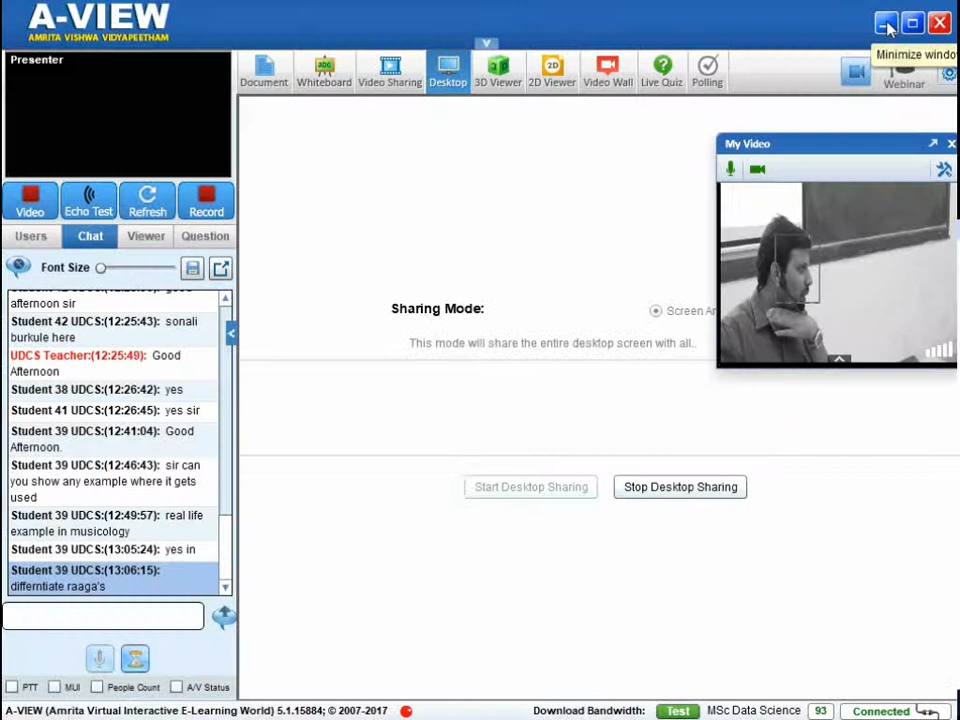 A-VIEW
AMRITA VISHWA VIDYAPEETHAM
Minimize windo
Presenter
Document
Whiteboard
Video Sharing
Desktop
3D Viewer
2D Viewer
Video Wall
Live Quiz
Polling
Webinar
Video
Echo Test
Refresh
Record
Users
Chat
Viewer
Question
Font Size
afternoon sir
Student 42 UDCS:(12:25:43): sonali
burkule here
UDCS Teacher:(12:25:49): Good
Afternoon
Student 38 UDCS:(12:26:42): yes
Student 41 UDCS:(12:26:45): yes sir
Student 39 UDCS:(12:41:04): Good
Afternoon.
Student 39 UDCS:(12:46:43): sir can
you show any example where it gets
used
Student 39 UDCS:(12:49:57): real life
example in musicology
Student 39 UDCS:(13:05:24): yes in
Student 39 UDCS:(13:06:15):
differntiate raaga's
My Video
Sharing Mode:
Screen Ar
This mode will share the entire desktop screen with all..
Start Desktop Sharing
Stop Desktop Sharing
PTT
MUI
People Count
A/V Status
A-VIEW (Amrita Virtual Interactive E-Learning World) 5.1.15884; © 2007-2017
Download Bandwidth:
Test
MSc Data Science
93
Connected